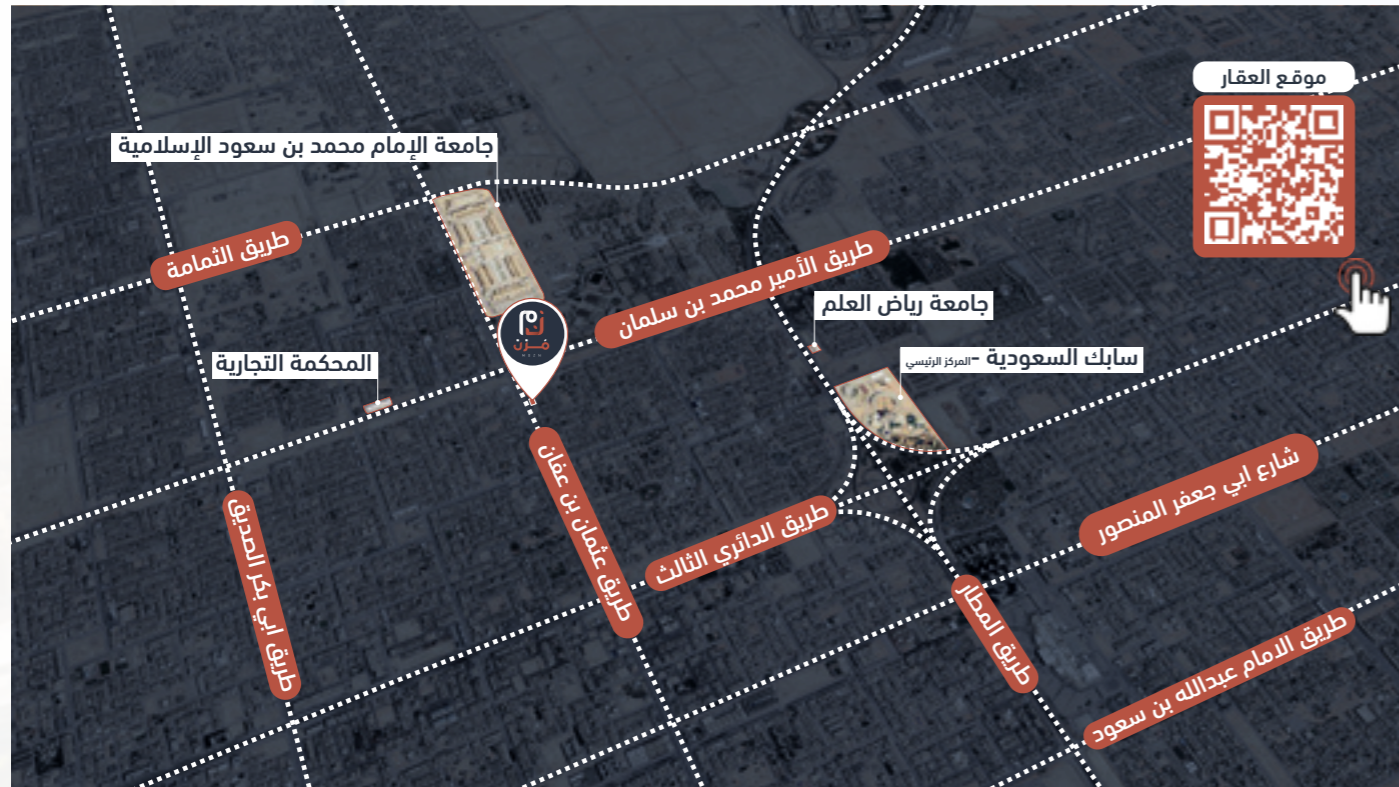 موقع العقار
جامعة الإمام محمد بن سعود الإسلامية
طريق الثمامة
طريق الأمير محمد بن سلمان
جامعة رياض العلم
سابك السعودية - المركز الرئيسي
المحكمة التجارية
مـزن
MOZN
طريق عثمان بن عفان
طريق ابي بكر الصديق
طريق الدائري الثالث
شارع ابي جعفر المنصور
طريق المطار
طريق الامام عبدالله بن سعود